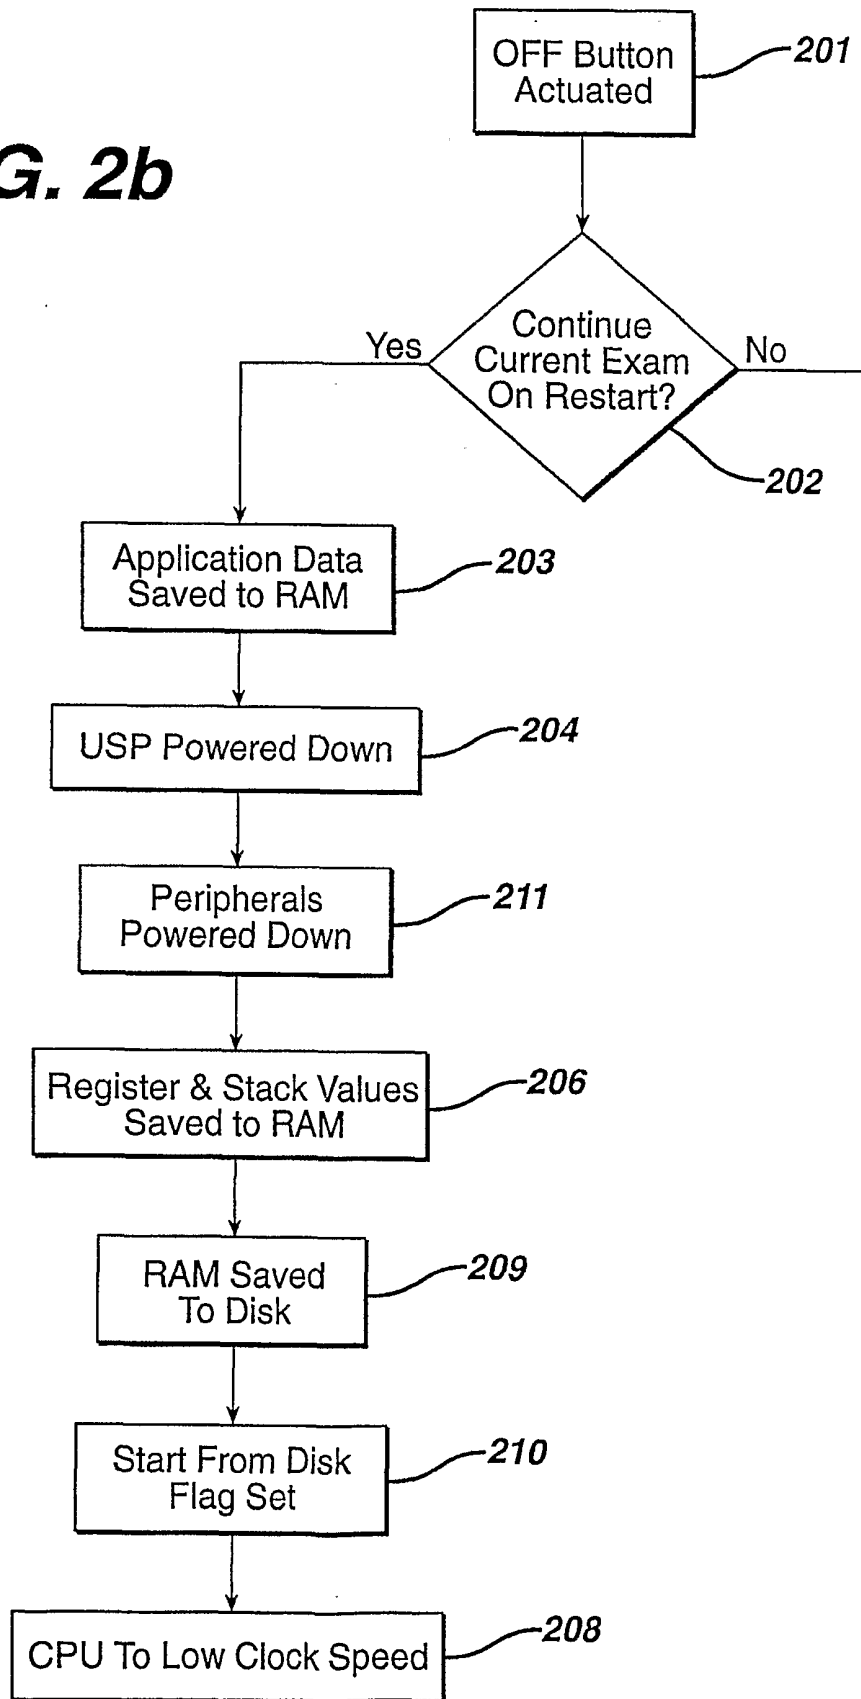 OFF Button
Actuated
201
G. 2b
Continue
Current Exam
On Restart?
Yes
No
202
Application Data
Saved to RAM
203
USP Powered Down
204
Peripherals
Powered Down
211
Register & Stack Values
Saved to RAM
206
RAM Saved
To Disk
209
Start From Disk
Flag Set
210
CPU To Low Clock Speed
208